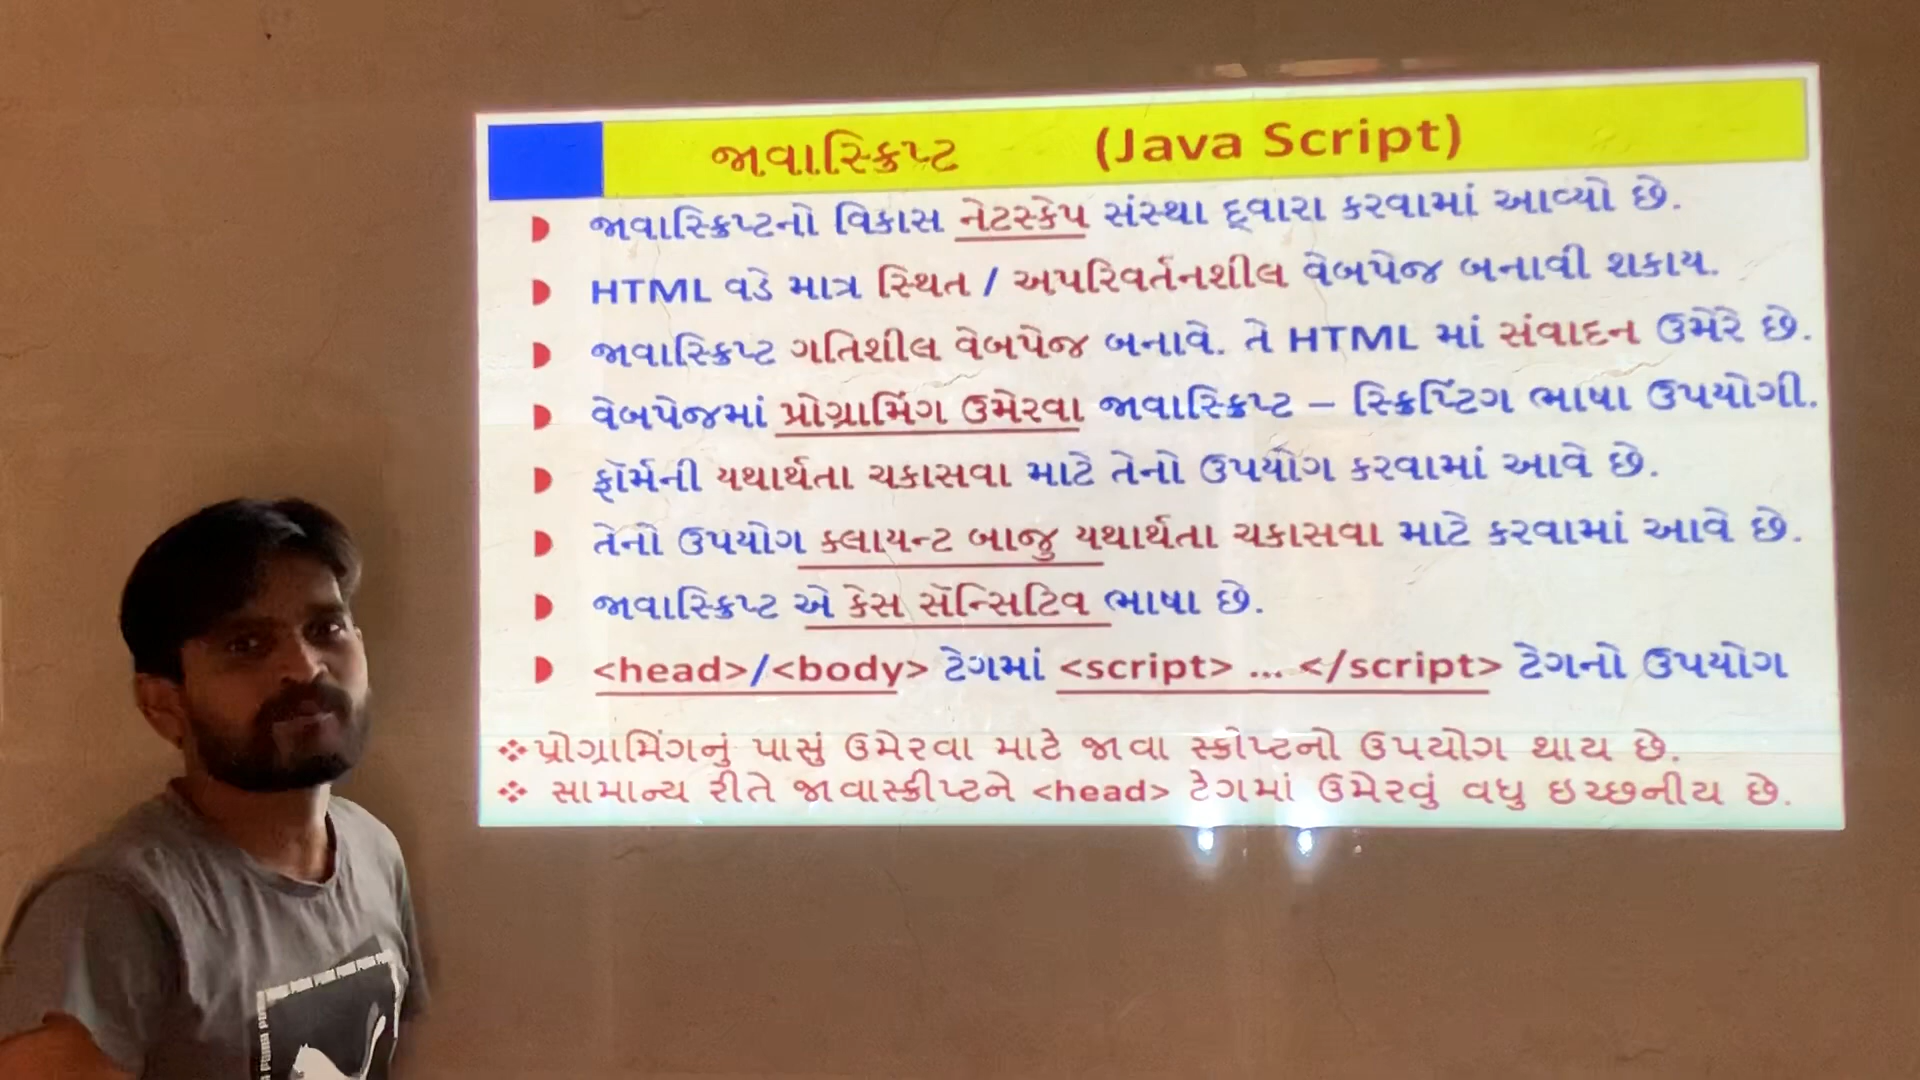 જાવાસ્ક્રિપ્ટ (Java Script)
જાવાસ્ક્રિપ્ટનો વિકાસ નેટસ્કેપ સંસ્થા દ્વારા કરવામાં આવ્યો છે.
HTML વડે માત્ર સ્થિત / અપરિવર્તનશીલ વેબપેજ બનાવી શકાય.
જાવાસ્ક્રિપ્ટ ગતિશીલ વેબપેજ બનાવે. તે HTML માં સંવાદન ઉમેરે છે.
વેબપેજમાં પ્રોગ્રામિંગ ઉમેરવા જાવાસ્ક્રિપ્ટ – સ્ક્રિપ્ટિંગ ભાષા ઉપયોગી.
ફૉર્મની યથાર્થતા ચકાસવા માટે તેનો ઉપયોગ કરવામાં આવે છે.
તેનો ઉપયોગ ક્લાયન્ટ બાજુ યથાર્થતા ચકાસવા માટે કરવામાં આવે છે.
જાવાસ્ક્રિપ્ટ એ કેસ સૅન્સિટિવ ભાષા છે.
<head>/<body> ટેગમાં <script> ... </script> ટેગનો ઉપયોગ
❖પ્રોગ્રામિંગનું પાસું ઉમેરવા માટે જાવા સ્ક્રીપ્ટનો ઉપયોગ થાય છે.
❖ સામાન્ય રીતે જાવાસ્ક્રીપ્ટને <head> ટેગમાં ઉમેરવું વધુ ઇચ્છનીય છે.